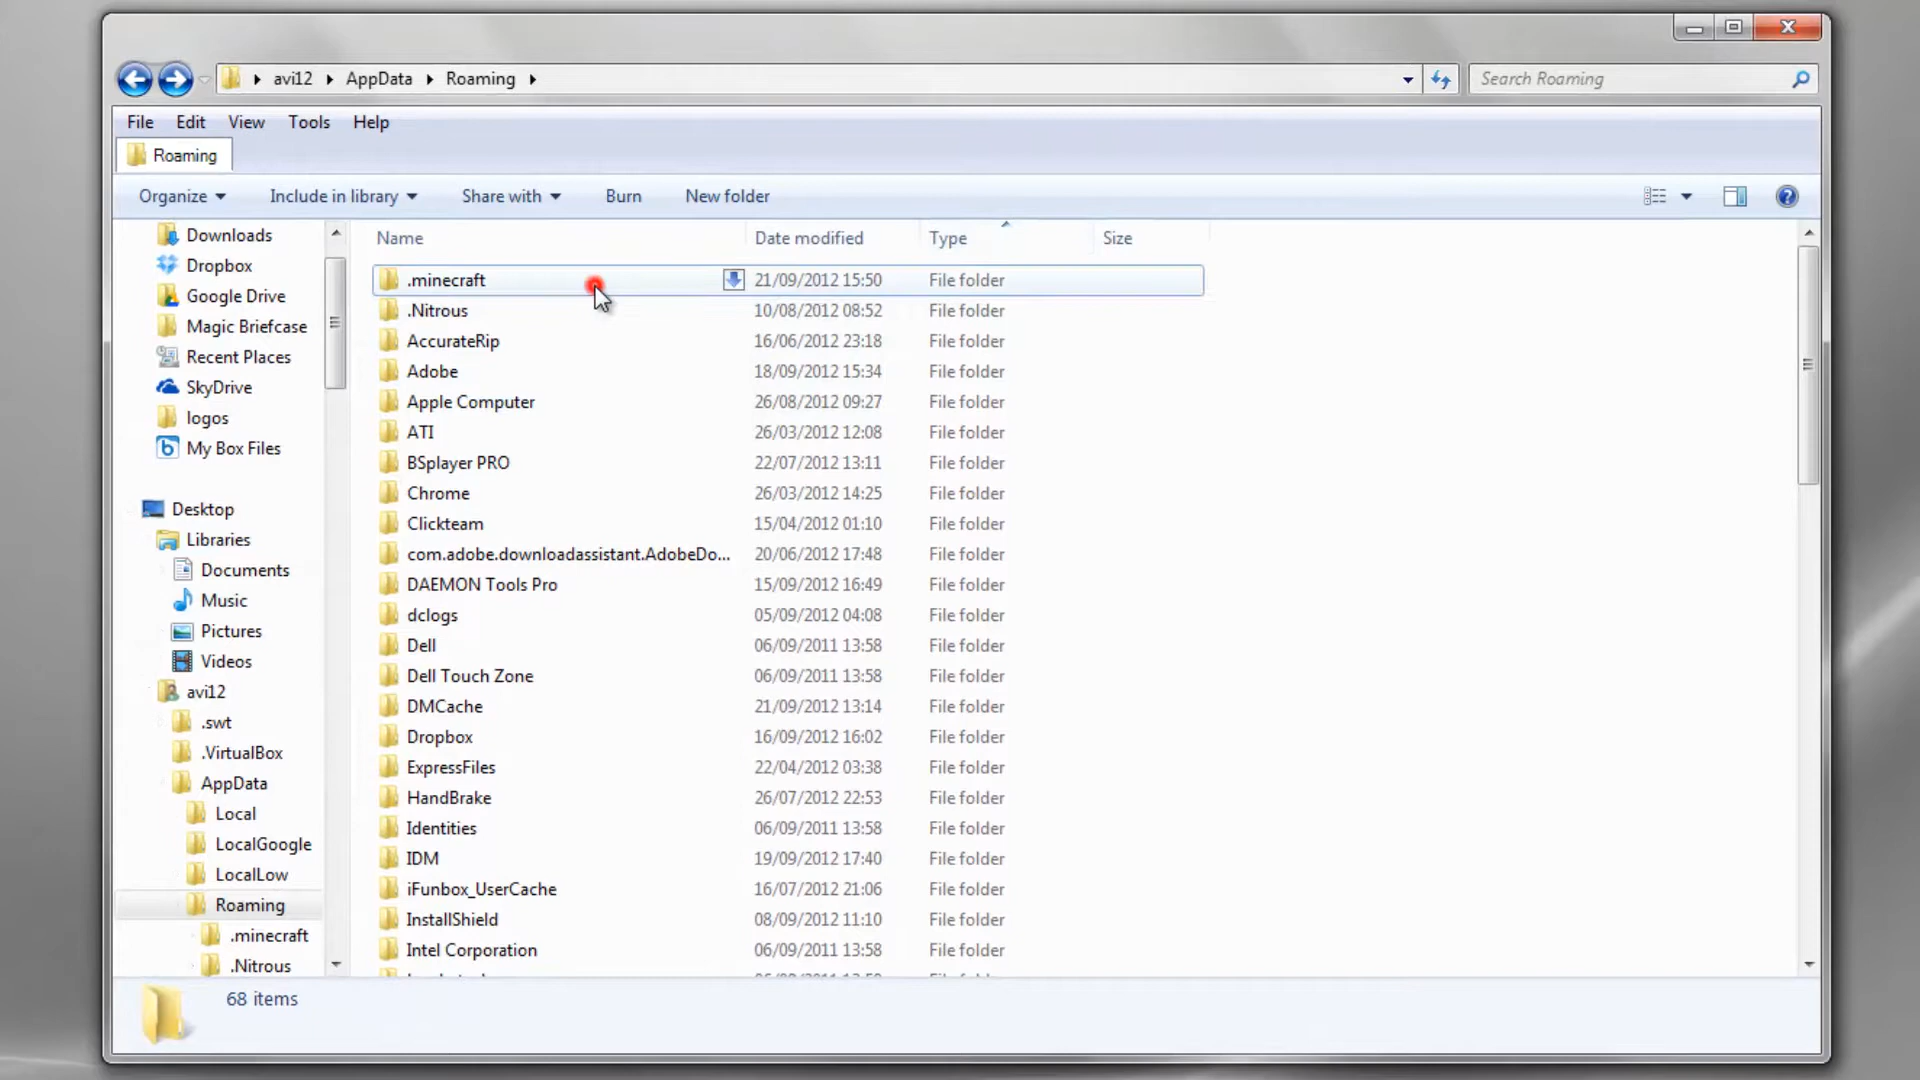 avi12 AppData Roaming
Search Roaming
File Edit View Tools Help
Roaming
Organize Include in library Share with Burn New folder
Downloads
Dropbox
Google Drive
Magic Briefcase
Recent Places
SkyDrive
logos
My Box Files
Desktop
Libraries
Documents
Music
Pictures
Videos
avi12
.swt
.VirtualBox
AppData
Local
LocalGoogle
LocalLow
Roaming
.minecraft
.Nitrous
Name Date modified Type Size
.minecraft 21/09/2012 15:50 File folder
.Nitrous 10/08/2012 08:52 File folder
AccurateRip 16/06/2012 23:18 File folder
Adobe 18/09/2012 15:34 File folder
Apple Computer 26/08/2012 09:27 File folder
ATI 26/03/2012 12:08 File folder
BSplayer PRO 22/07/2012 13:11 File folder
Chrome 26/03/2012 14:25 File folder
Clickteam 15/04/2012 01:10 File folder
com.adobe.downloadassistant.AdobeDo... 20/06/2012 17:48 File folder
DAEMON Tools Pro 15/09/2012 16:49 File folder
dclogs 05/09/2012 04:08 File folder
Dell 06/09/2011 13:58 File folder
Dell Touch Zone 06/09/2011 13:58 File folder
DMCache 21/09/2012 13:14 File folder
Dropbox 16/09/2012 16:02 File folder
ExpressFiles 22/04/2012 03:38 File folder
HandBrake 26/07/2012 22:53 File folder
Identities 06/09/2011 13:58 File folder
IDM 19/09/2012 17:40 File folder
iFunbox_UserCache 16/07/2012 21:06 File folder
InstallShield 08/09/2012 11:10 File folder
Intel Corporation 06/09/2011 13:58 File folder
68 items